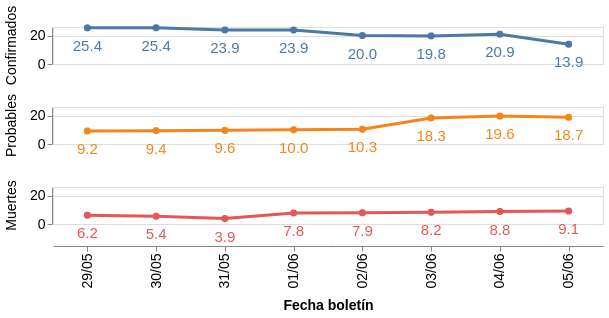 Confirmados
20
0
25.4 25.4 23.9 23.9 20.0 19.8 20.9 13.9
Probables
20
0
9.2 9.4 9.6 10.0 10.3 18.3 19.6 18.7
Muertes
20
0
6.2 5.4 3.9 7.8 7.9 8.2 8.8 9.1
29/05 30/05 31/05 01/06 02/06 03/06 04/06 05/06
Fecha boletín